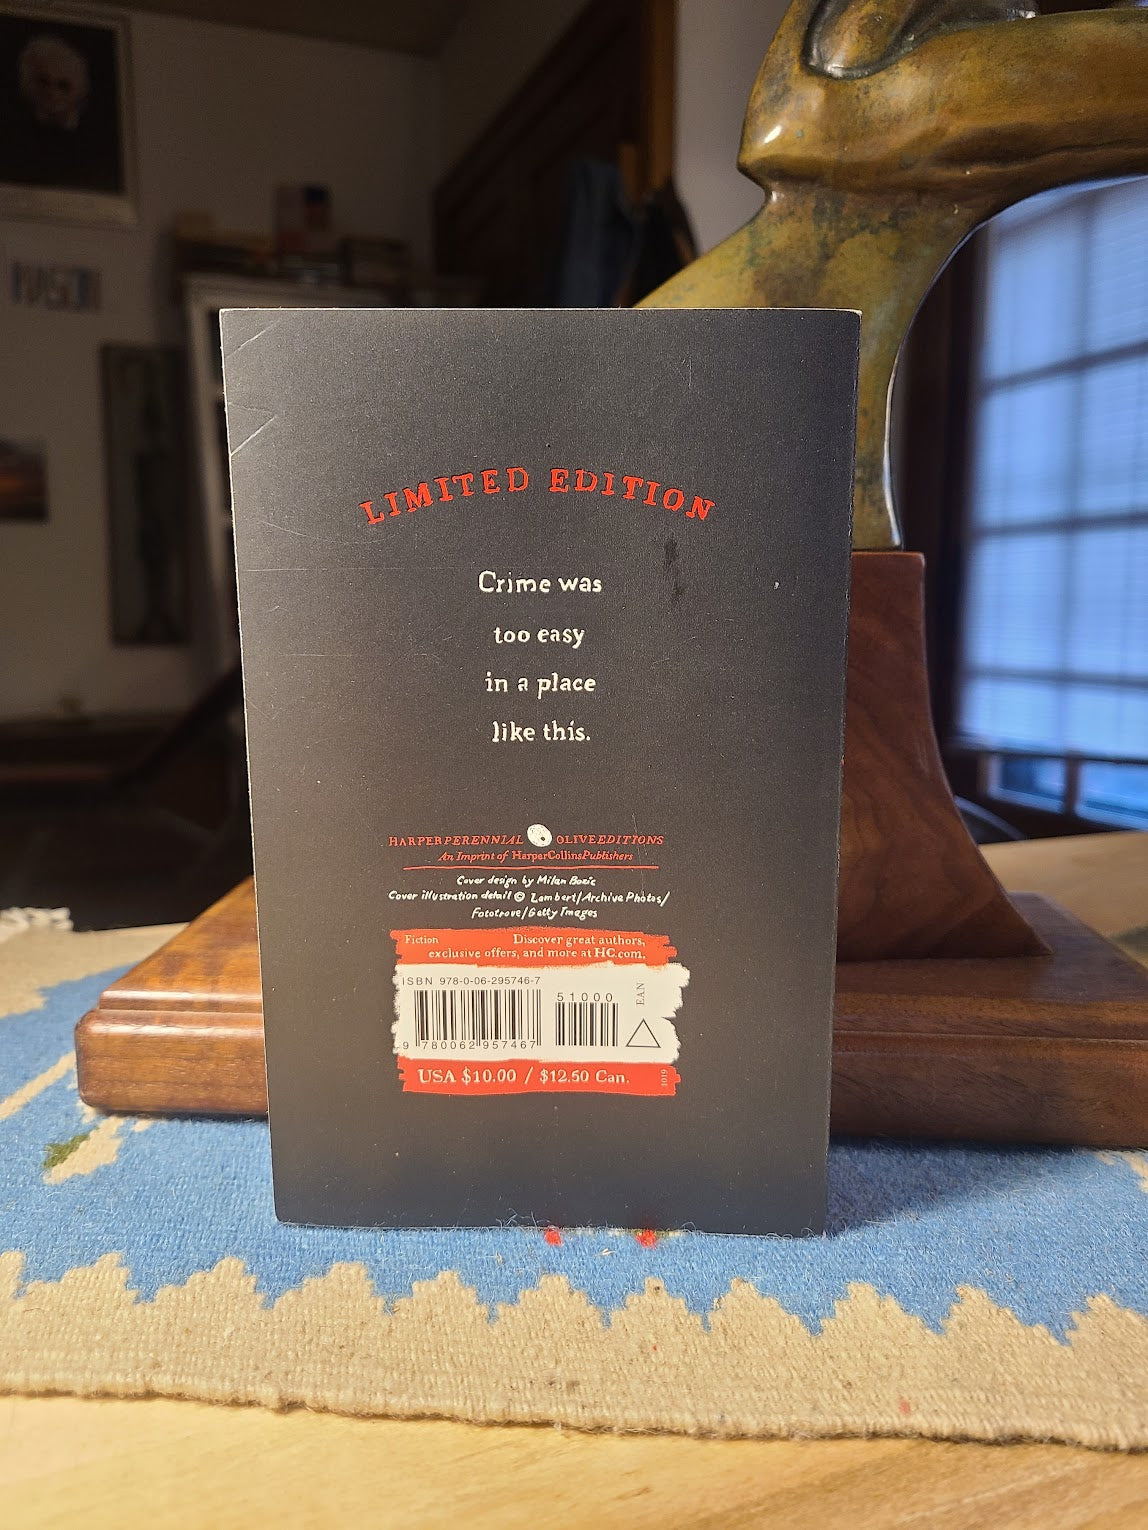 LIMITED EDITION
Crime was
too easy
in a place
like this.
HARPERPERENNIAL OLIVEEDITIONS
An Imprint of HarperCollinsPublishers
Cover design by Milan Bozic
Cover illustration detail © Lambert/Archive Photos/
Fototrove/Getty Images
Fiction Discover great authors,
exclusive offers, and more at HC.com.
ISBN 978-0-06-295746-7
51000
EAN
9 780062 957467
USA $10.00 / $12.50 Can.
1019